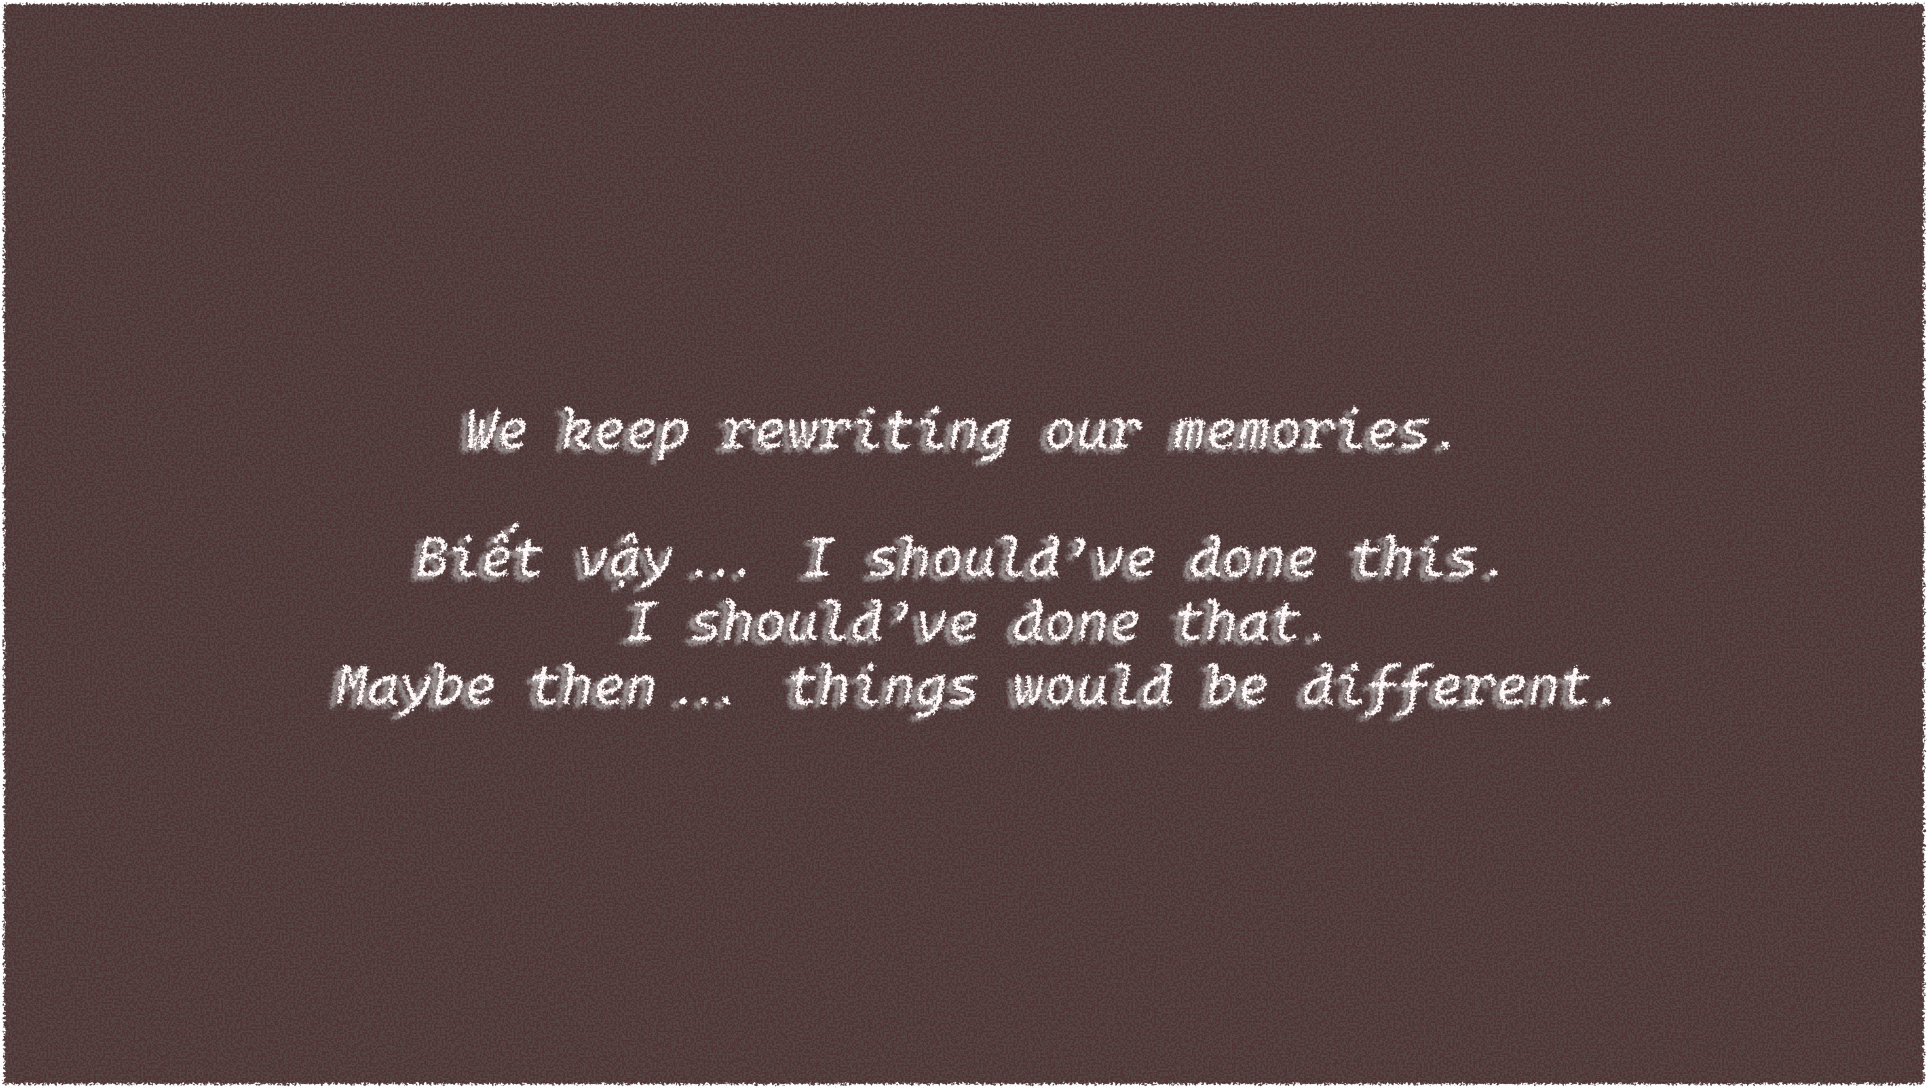 We keep rewriting our memories.
Biết vậy... I should’ve done this.
I should’ve done that.
Maybe then... things would be different.